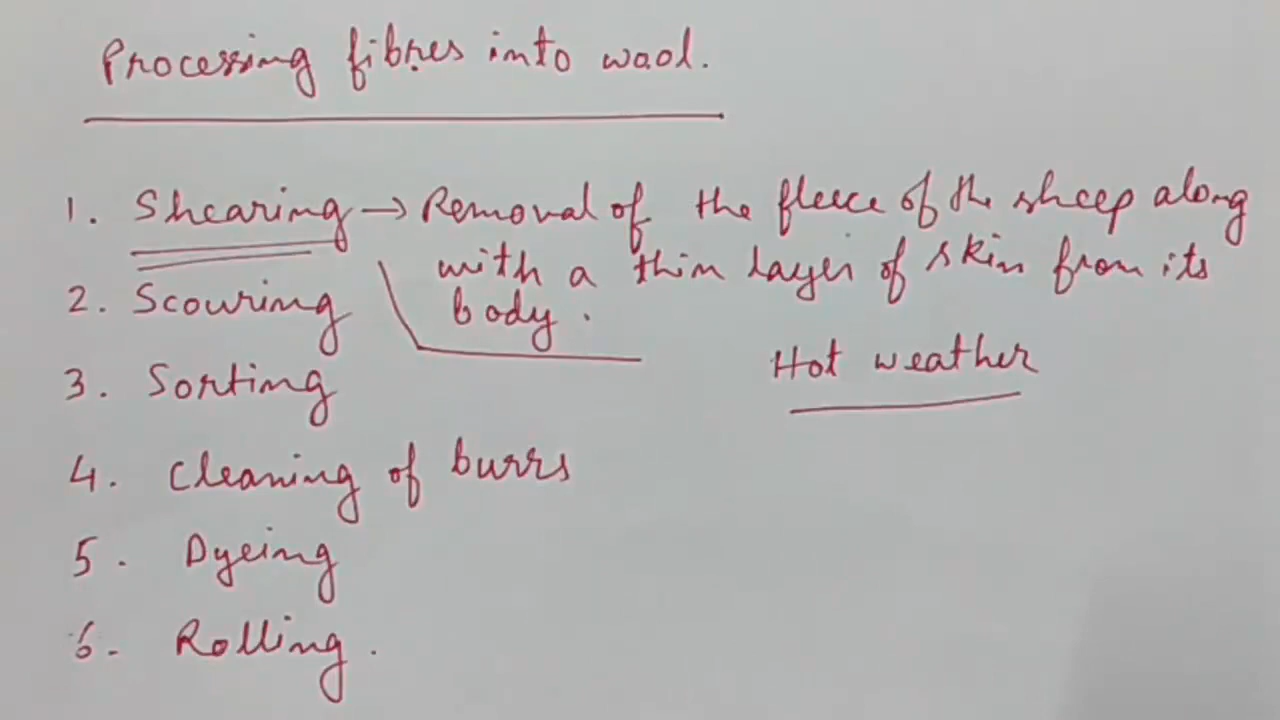 Processing fibres into wool.
1. Shearing → Removal of the fleece of the sheep along
with a thin layer of skin from its
body.
2. Scouring
Hot weather
3. Sorting
4. Cleaning of burrs
5. Dyeing
6. Rolling.